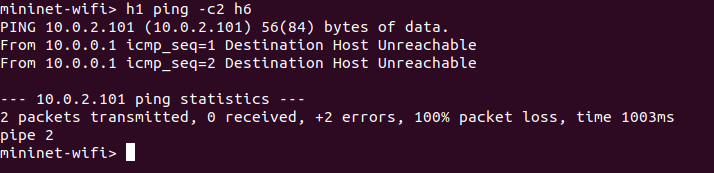 mininet-wifi> h1 ping -c2 h6
PING 10.0.2.101 (10.0.2.101) 56(84) bytes of data.
From 10.0.0.1 icmp_seq=1 Destination Host Unreachable
From 10.0.0.1 icmp_seq=2 Destination Host Unreachable

--- 10.0.2.101 ping statistics ---
2 packets transmitted, 0 received, +2 errors, 100% packet loss, time 1003ms
pipe 2
mininet-wifi>